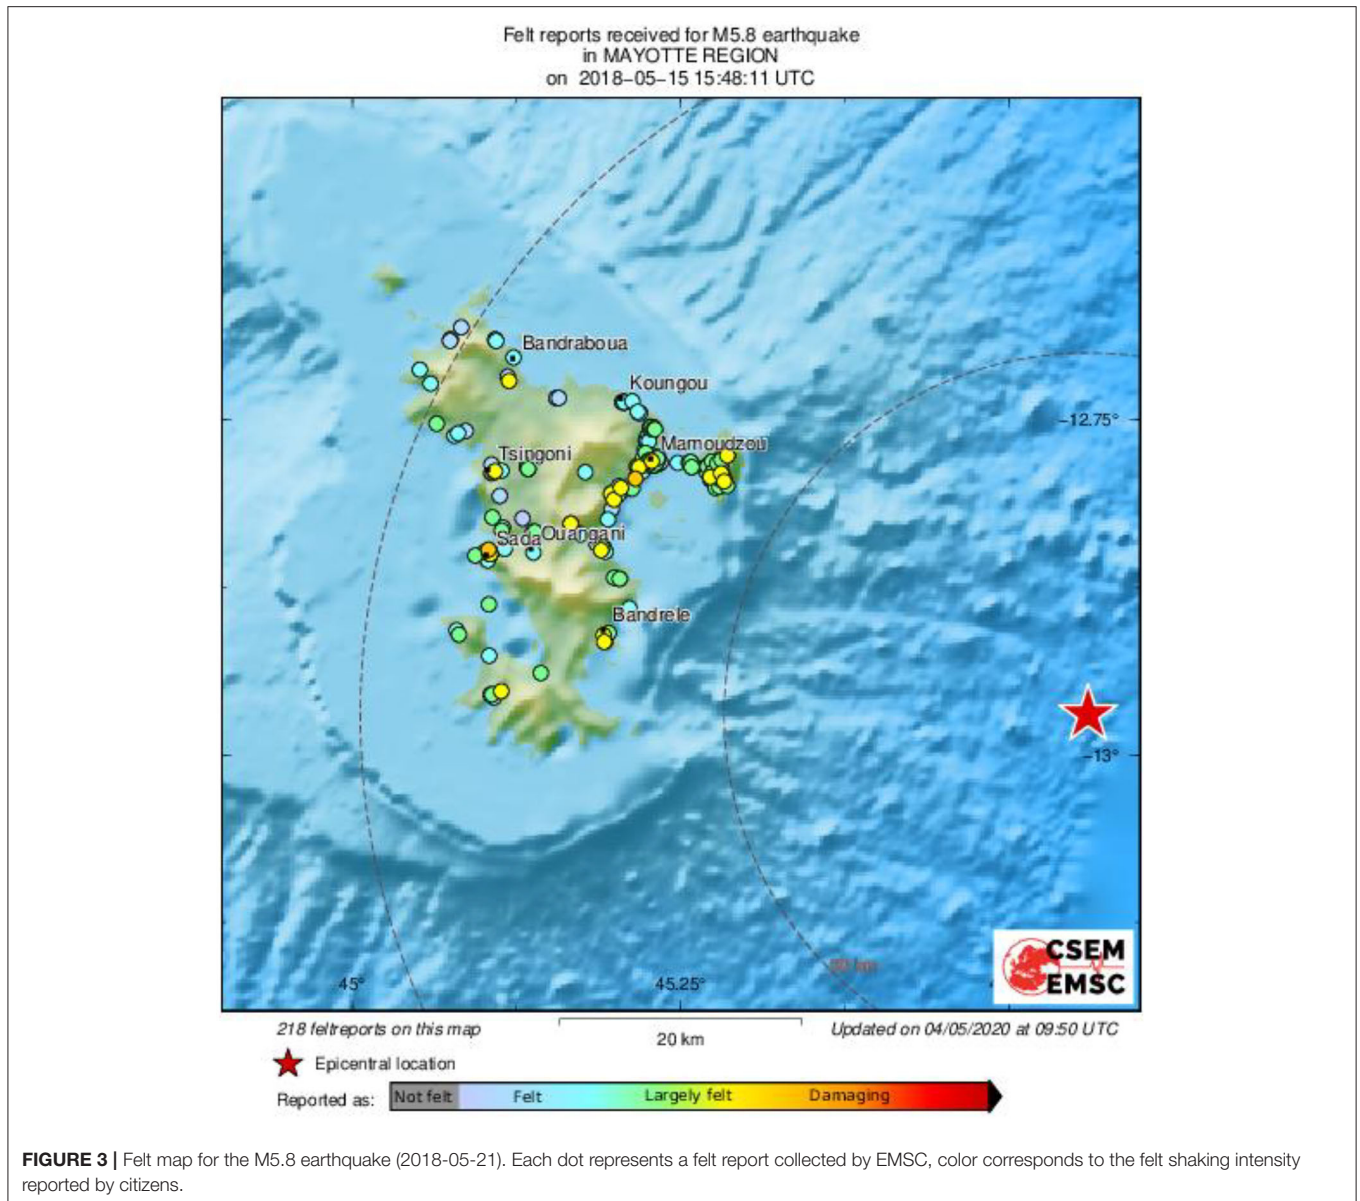 Felt reports received for M5.8 earthquake
in MAYOTTE REGION
on 2018-05-15 15:48:11 UTC
Bandraboua
Koungou
-12.75°
Mamoudzou
Tsingoni
Sada
Ouangani
Bandrele
-13°
45°
45.25°
CSEM
EMSC
218 feltreports on this map
20 km
Updated on 04/05/2020 at 09:50 UTC
Epicentral location
Reported as: Not felt Felt Largely felt Damaging
FIGURE 3 | Felt map for the M5.8 earthquake (2018-05-21). Each dot represents a felt report collected by EMSC, color corresponds to the felt shaking intensity
reported by citizens.